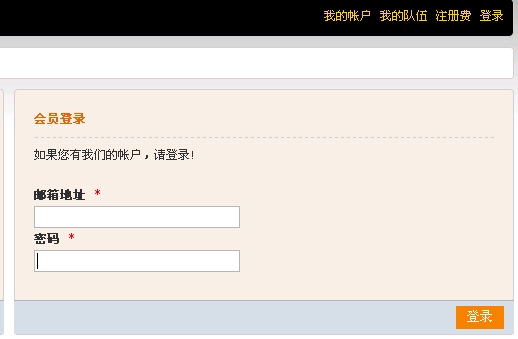 我的帐户 我的队伍 注册费 登录
会员登录
如果您有我们的帐户，请登录!
邮箱地址 *
密码 *
登录